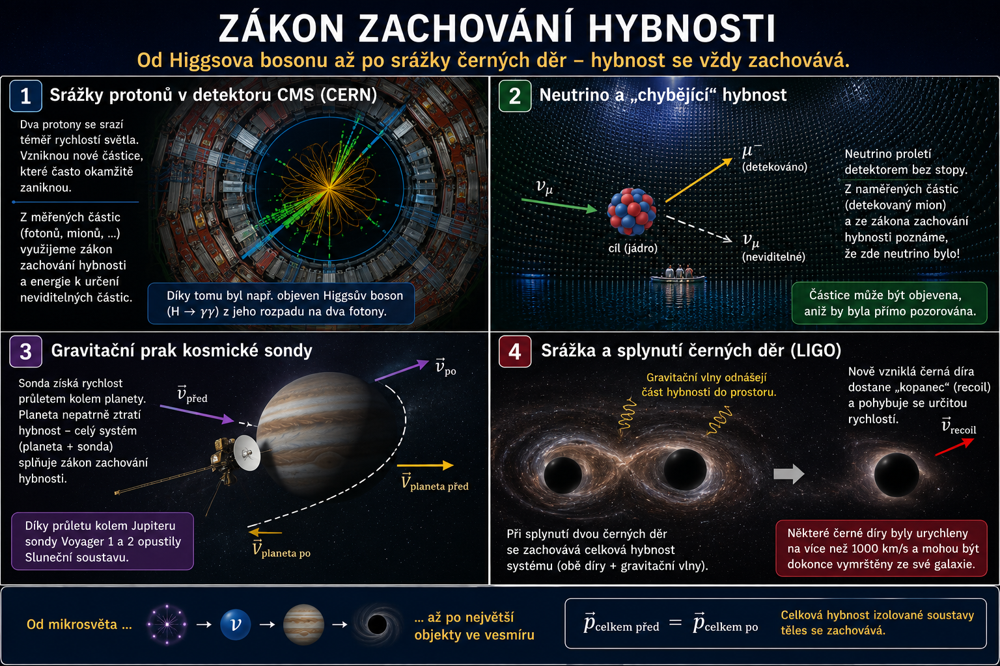 ZÁKON ZACHOVÁNÍ HYBNOSTI
Od Higgsova bosonu až po srážky černých děr – hybnost se vždy zachovává.
1
Srážky protonů v detektoru CMS (CERN)
Dva protony se srazí
téměř rychlostí světla.
Vzniknou nové částice,
které často okamžitě
zaniknou.
Z měřených částic
(fotonů, mionů, ...)
využijeme zákon
zachování hybnosti
a energie k určení
neviditelných částic.
Díky tomu byl např. objeven Higgsův boson
(H → γγ) z jeho rozpadu na dva fotony.
2
Neutrino a „chybějící“ hybnost
ν_μ
cíl (jádro)
μ⁻
(detekováno)
ν_μ
(neviditelné)
Neutrino proletí
detektorem bez stopy.
Z naměřených částic
(detekovaný mion)
a ze zákona zachování
hybnosti poznáme,
že zde neutrino bylo!
Částice může být objevena,
aniž by byla přímo pozorována.
3
Gravitační prak kosmické sondy
Sonda získá rychlost
průletem kolem planety.
Planeta nepatrně ztratí
hybnost – celý systém
(planeta + sonda)
splňuje zákon zachování
hybnosti.
v⃗ před
v⃗ po
V⃗ planeta před
V⃗ planeta po
Díky průletu kolem Jupiteru
sondy Voyager 1 a 2 opustily
Sluneční soustavu.
4
Srážka a splynutí černých děr (LIGO)
Gravitační vlny odnášejí
část hybnosti do prostoru.
Nově vzniklá černá díra
dostane „kopanec“ (recoil)
a pohybuje se určitou
rychlostí.
v⃗ recoil
Při splynutí dvou černých děr
se zachovává celková hybnost
systému (obě díry + gravitační vlny).
Některé černé díry byly urychleny
na více než 1000 km/s a mohou být
dokonce vymrštěny ze své galaxie.
Od mikrosvěta ...
ν
... až po největší
objekty ve vesmíru
p⃗ celkem před = p⃗ celkem po
Celková hybnost izolované soustavy
těles se zachovává.